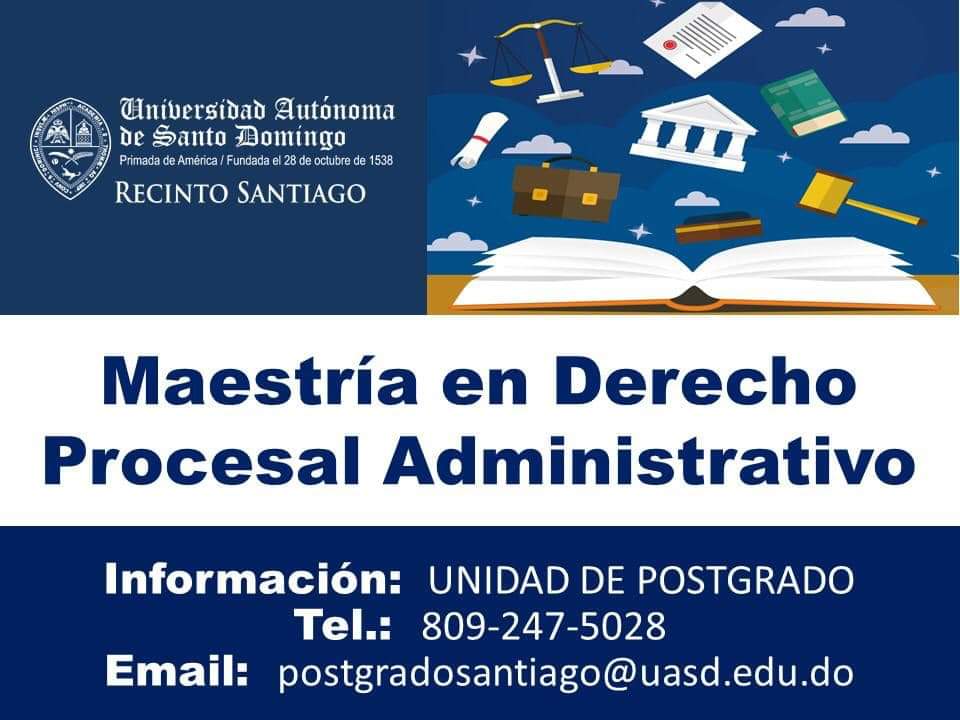 Universidad Autónoma
de Santo Domingo
Primada de América / Fundada el 28 de octubre de 1538
RECINTO SANTIAGO
Maestría en Derecho
Procesal Administrativo
Información: UNIDAD DE POSTGRADO
Tel.: 809-247-5028
Email: postgradosantiago@uasd.edu.do